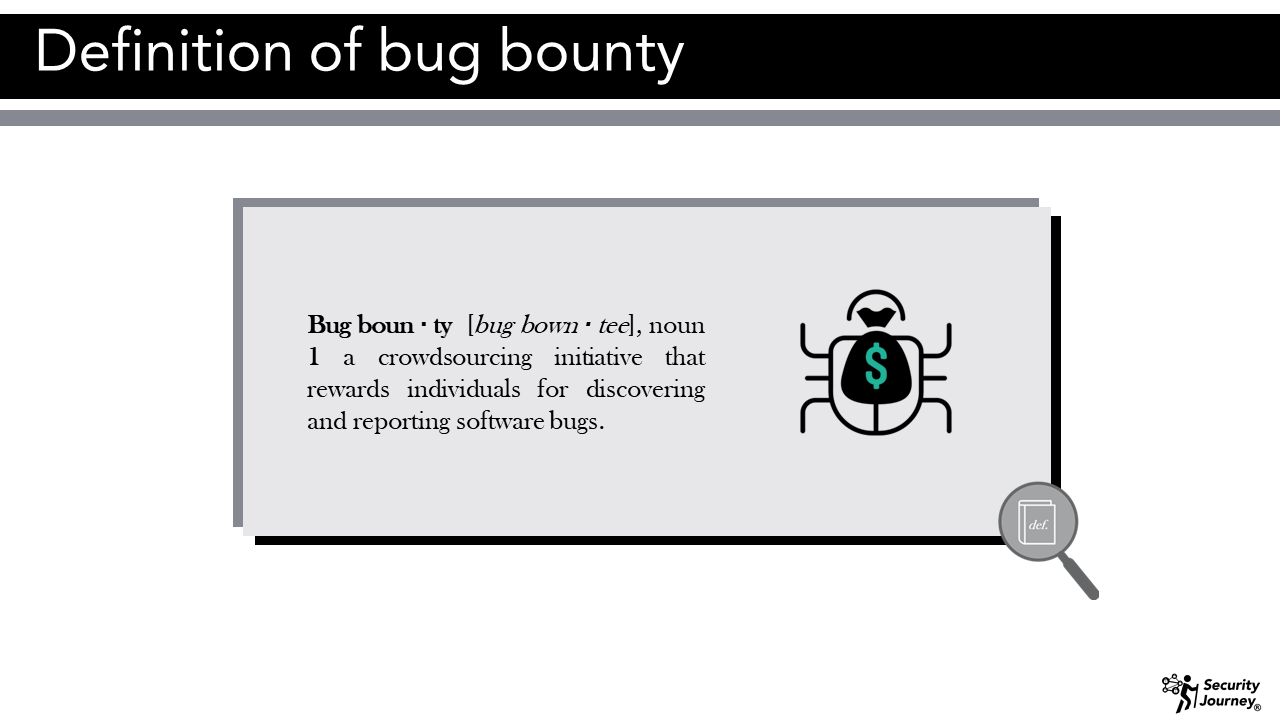 Definition of bug bounty
Bug boun · ty [bug bown · tee], noun
1 a crowdsourcing initiative that
rewards individuals for discovering
and reporting software bugs.
$
def.
Security
Journey®